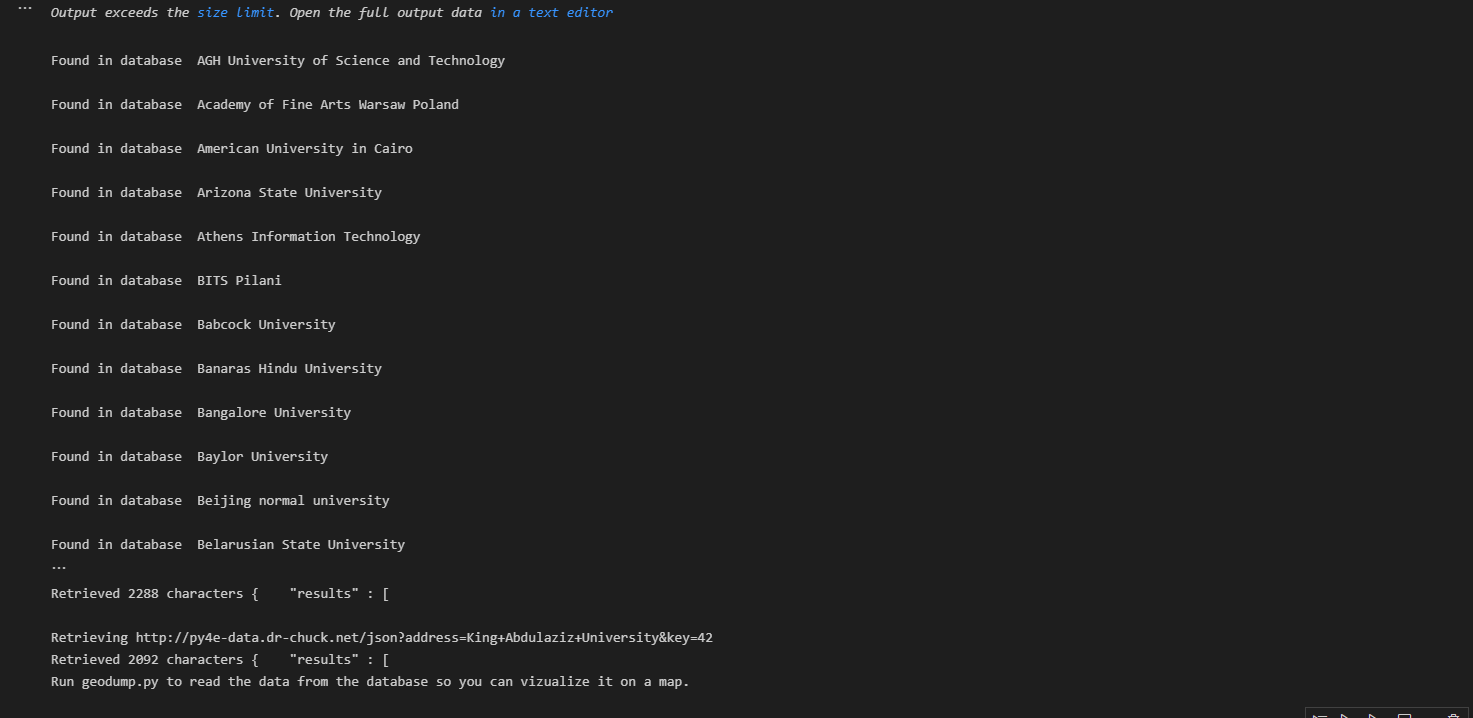 ...
Output exceeds the size limit. Open the full output data in a text editor
Found in database  AGH University of Science and Technology
Found in database  Academy of Fine Arts Warsaw Poland
Found in database  American University in Cairo
Found in database  Arizona State University
Found in database  Athens Information Technology
Found in database  BITS Pilani
Found in database  Babcock University
Found in database  Banaras Hindu University
Found in database  Bangalore University
Found in database  Baylor University
Found in database  Beijing normal university
Found in database  Belarusian State University
...
Retrieved 2288 characters {    "results" : [
Retrieving http://py4e-data.dr-chuck.net/json?address=King+Abdulaziz+University&key=42
Retrieved 2092 characters {    "results" : [
Run geodump.py to read the data from the database so you can vizualize it on a map.